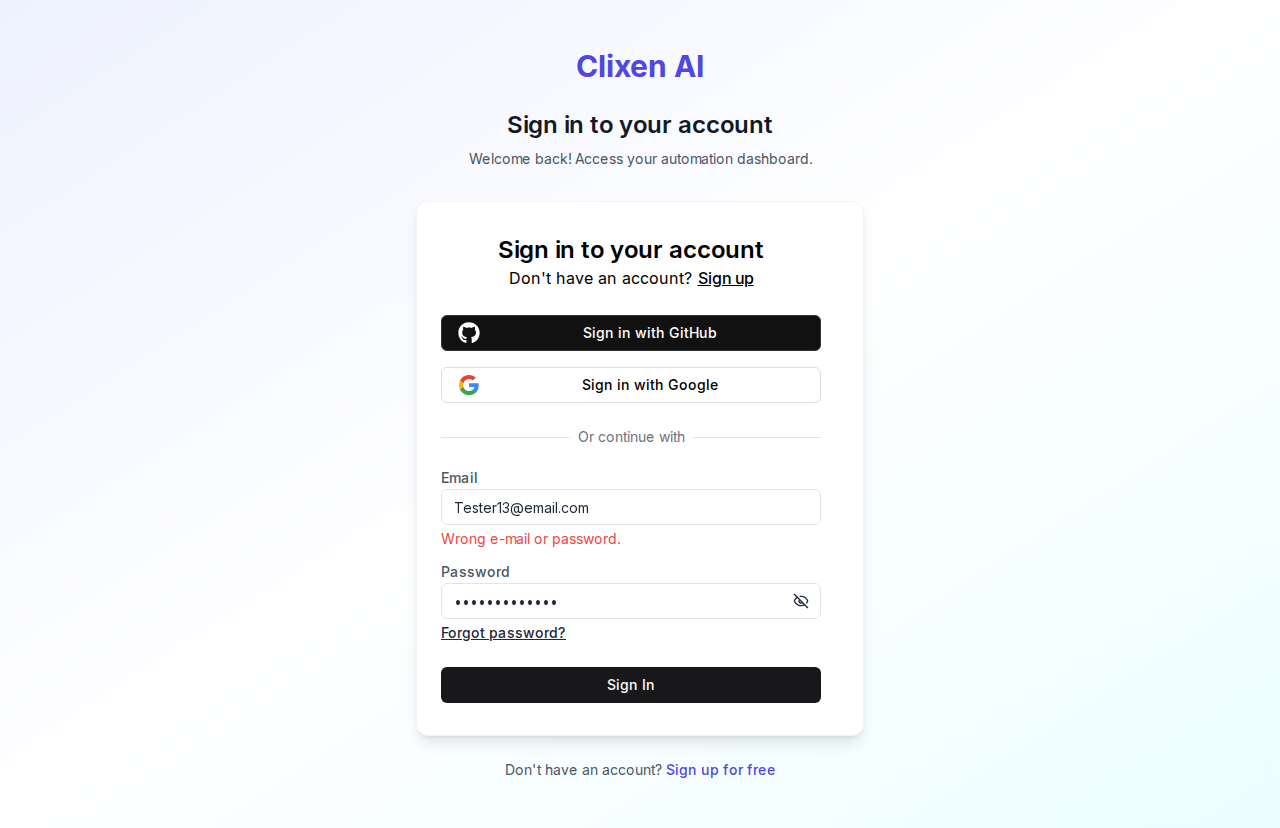 Clixen AI
Sign in to your account
Welcome back! Access your automation dashboard.
Sign in to your account
Don't have an account? Sign up
Sign in with GitHub
Sign in with Google
Or continue with
Email
Tester13@email.com
Wrong e-mail or password.
Password
•••••••••••••
Forgot password?
Sign In
Don't have an account? Sign up for free